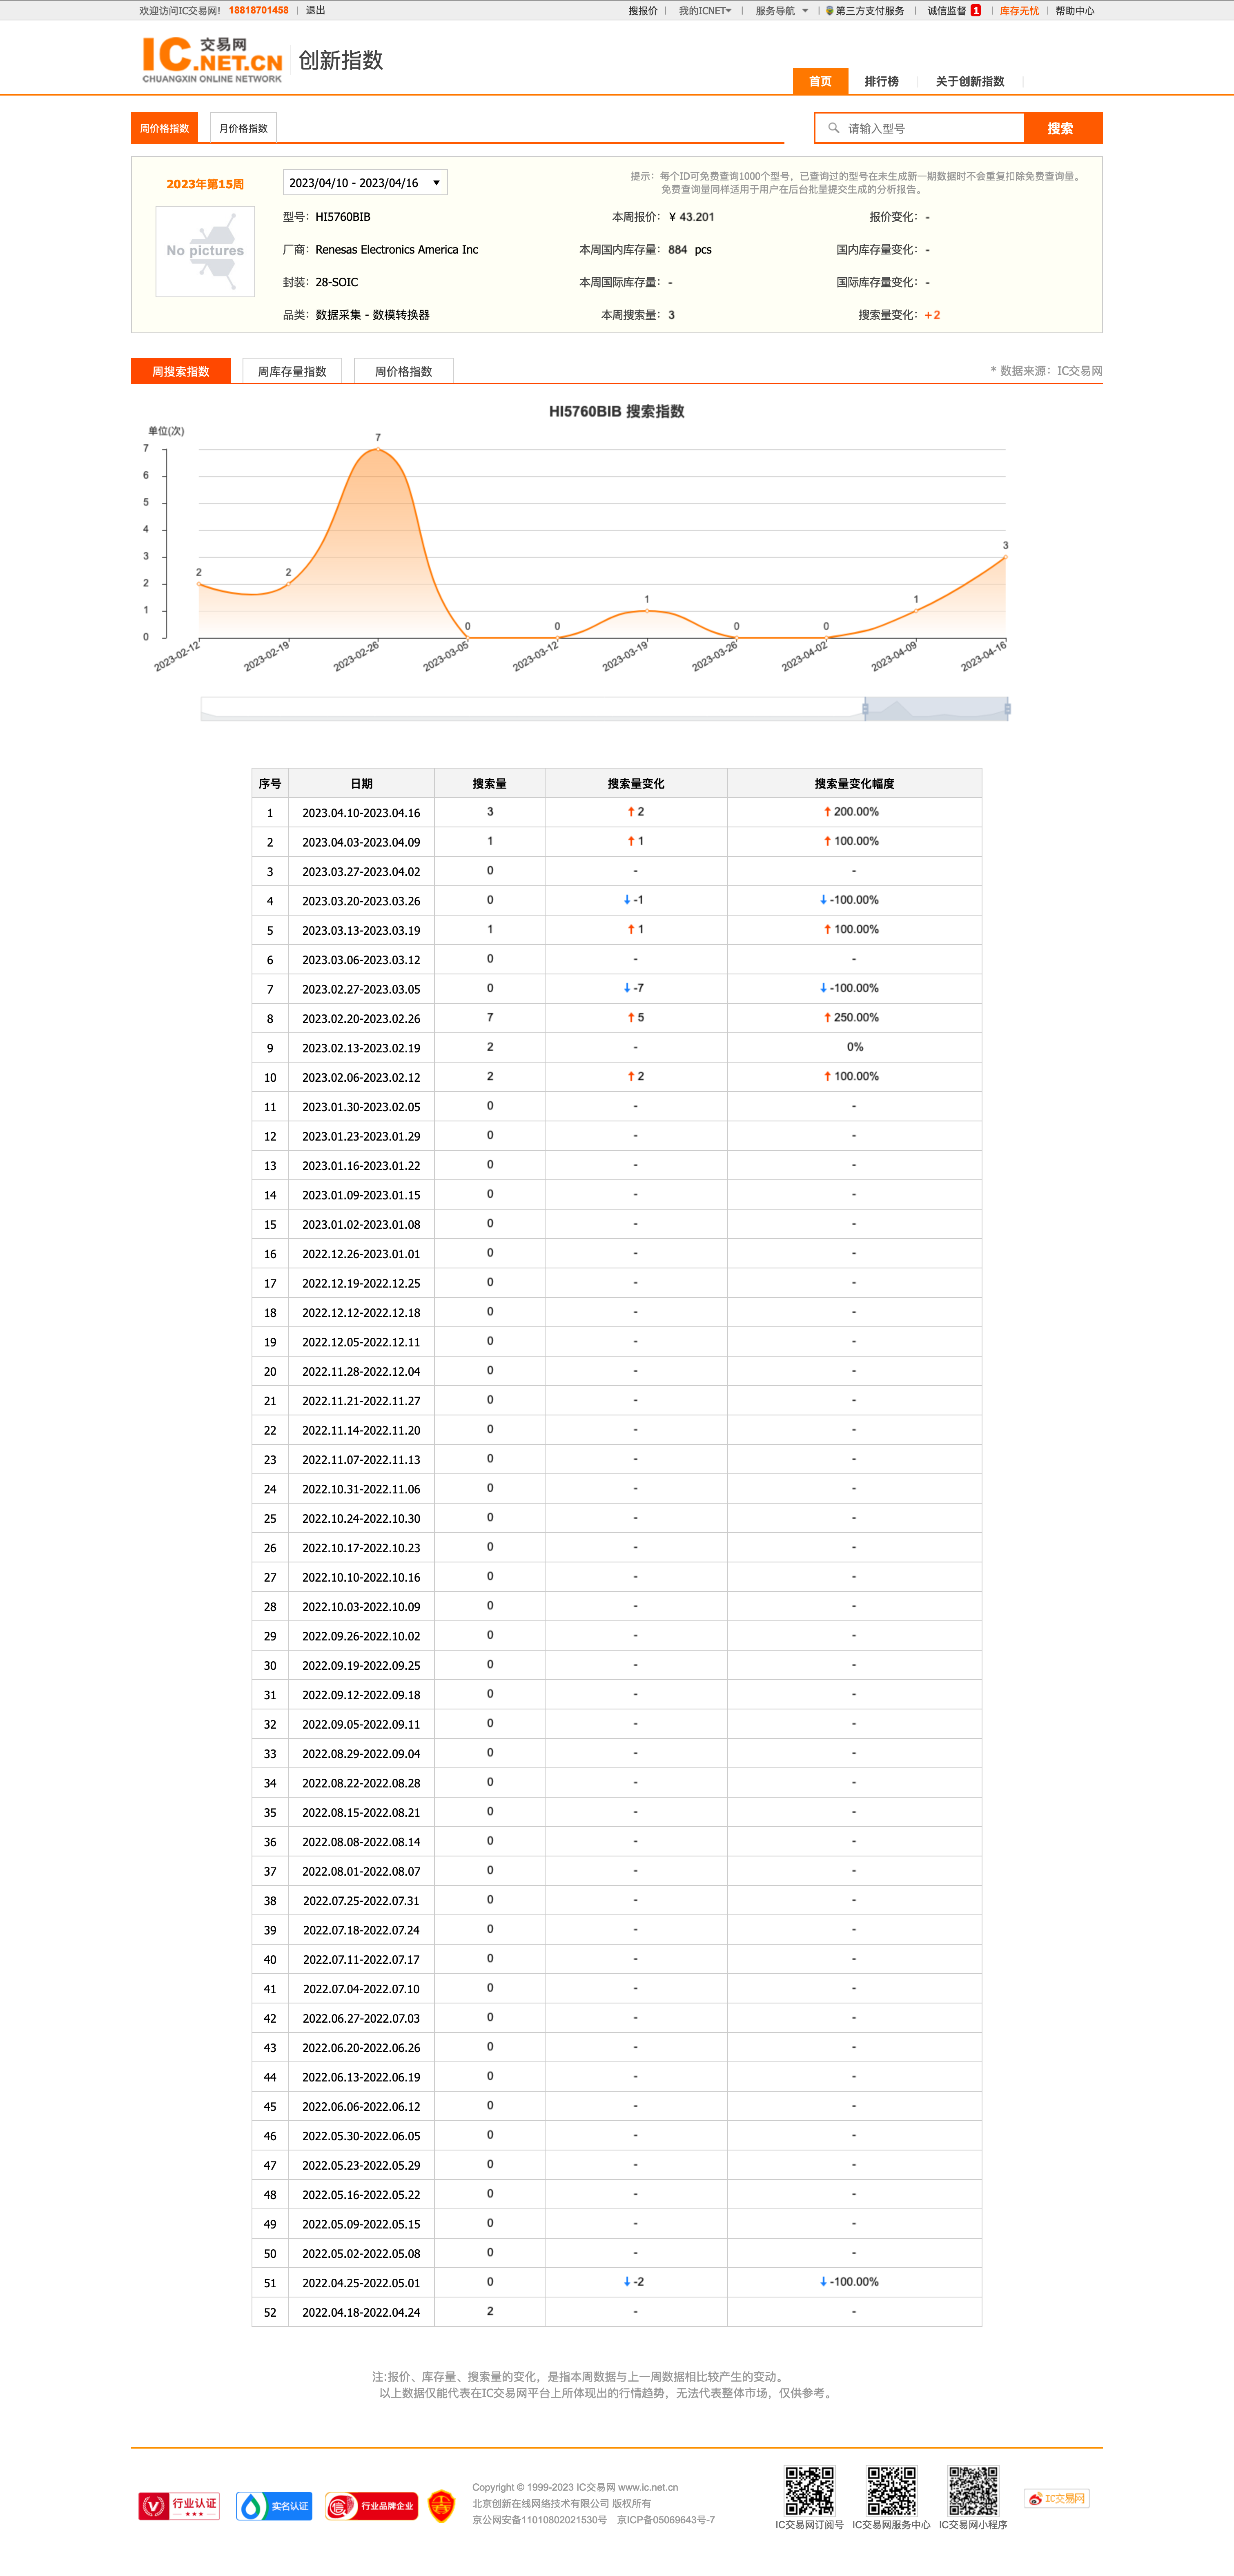 欢迎访问IC交易网! 18818701458 | 退出 搜报价 | 我的ICNET | 服务导航 | 第三方支付服务 | 诚信监督 1 | 库存无忧 | 帮助中心
IC 交易网
.NET.CN
CHUANGXIN ONLINE NETWORK
创新指数
首页 排行榜 关于创新指数
周价格指数 月价格指数 请输入型号 搜索
2023年第15周 2023/04/10 - 2023/04/16
提示：每个ID可免费查询1000个型号，已查询过的型号在未生成新一期数据时不会重复扣除免费查询量。
免费查询量同样适用于用户在后台批量提交生成的分析报告。
No pictures
型号：HI5760BIB 本周报价：¥ 43.201 报价变化：-
厂商：Renesas Electronics America Inc 本周国内库存量：884 pcs 国内库存量变化：-
封装：28-SOIC 本周国际库存量：- 国际库存量变化：-
品类：数据采集 - 数模转换器 本周搜索量：3 搜索量变化：+2
周搜索指数 周库存量指数 周价格指数 * 数据来源：IC交易网
HI5760BIB 搜索指数
单位(次)
7
6
5
4
3
2
1
0
2 2 7 0 0 1 0 0 1 3
2023-02-12 2023-02-19 2023-02-26 2023-03-05 2023-03-12 2023-03-19 2023-03-26 2023-04-02 2023-04-09 2023-04-16
序号 日期 搜索量 搜索量变化 搜索量变化幅度
1 2023.04.10-2023.04.16 3 ↑ 2 ↑ 200.00%
2 2023.04.03-2023.04.09 1 ↑ 1 ↑ 100.00%
3 2023.03.27-2023.04.02 0 - -
4 2023.03.20-2023.03.26 0 ↓ -1 ↓ -100.00%
5 2023.03.13-2023.03.19 1 ↑ 1 ↑ 100.00%
6 2023.03.06-2023.03.12 0 - -
7 2023.02.27-2023.03.05 0 ↓ -7 ↓ -100.00%
8 2023.02.20-2023.02.26 7 ↑ 5 ↑ 250.00%
9 2023.02.13-2023.02.19 2 - 0%
10 2023.02.06-2023.02.12 2 ↑ 2 ↑ 100.00%
11 2023.01.30-2023.02.05 0 - -
12 2023.01.23-2023.01.29 0 - -
13 2023.01.16-2023.01.22 0 - -
14 2023.01.09-2023.01.15 0 - -
15 2023.01.02-2023.01.08 0 - -
16 2022.12.26-2023.01.01 0 - -
17 2022.12.19-2022.12.25 0 - -
18 2022.12.12-2022.12.18 0 - -
19 2022.12.05-2022.12.11 0 - -
20 2022.11.28-2022.12.04 0 - -
21 2022.11.21-2022.11.27 0 - -
22 2022.11.14-2022.11.20 0 - -
23 2022.11.07-2022.11.13 0 - -
24 2022.10.31-2022.11.06 0 - -
25 2022.10.24-2022.10.30 0 - -
26 2022.10.17-2022.10.23 0 - -
27 2022.10.10-2022.10.16 0 - -
28 2022.10.03-2022.10.09 0 - -
29 2022.09.26-2022.10.02 0 - -
30 2022.09.19-2022.09.25 0 - -
31 2022.09.12-2022.09.18 0 - -
32 2022.09.05-2022.09.11 0 - -
33 2022.08.29-2022.09.04 0 - -
34 2022.08.22-2022.08.28 0 - -
35 2022.08.15-2022.08.21 0 - -
36 2022.08.08-2022.08.14 0 - -
37 2022.08.01-2022.08.07 0 - -
38 2022.07.25-2022.07.31 0 - -
39 2022.07.18-2022.07.24 0 - -
40 2022.07.11-2022.07.17 0 - -
41 2022.07.04-2022.07.10 0 - -
42 2022.06.27-2022.07.03 0 - -
43 2022.06.20-2022.06.26 0 - -
44 2022.06.13-2022.06.19 0 - -
45 2022.06.06-2022.06.12 0 - -
46 2022.05.30-2022.06.05 0 - -
47 2022.05.23-2022.05.29 0 - -
48 2022.05.16-2022.05.22 0 - -
49 2022.05.09-2022.05.15 0 - -
50 2022.05.02-2022.05.08 0 - -
51 2022.04.25-2022.05.01 0 ↓ -2 ↓ -100.00%
52 2022.04.18-2022.04.24 2 - -
注:报价、库存量、搜索量的变化，是指本周数据与上一周数据相比较产生的变动。
以上数据仅能代表在IC交易网平台上所体现出的行情趋势，无法代表整体市场，仅供参考。
行业认证 实名认证 行业品牌企业
Copyright © 1999-2023 IC交易网 www.ic.net.cn
北京创新在线网络技术有限公司 版权所有
京公网安备11010802021530号 京ICP备05069643号-7
IC交易网订阅号 IC交易网服务中心 IC交易网小程序
IC交易网